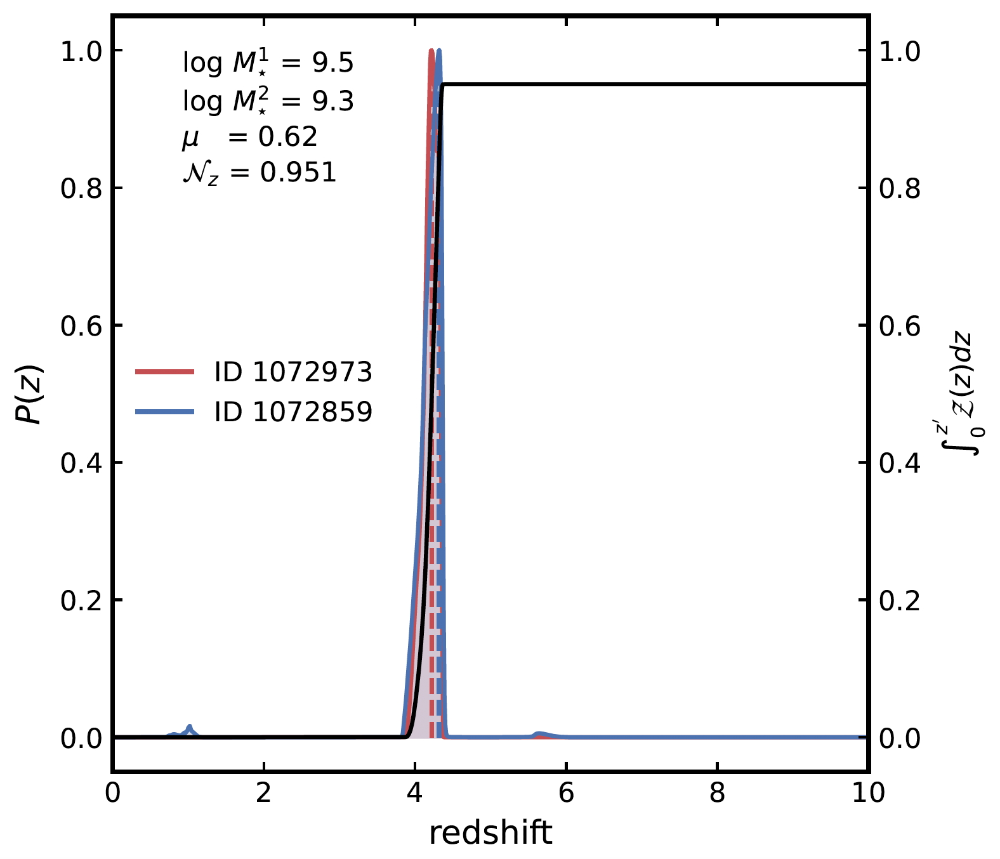 log M⋆¹ = 9.5
log M⋆² = 9.3
μ = 0.62
𝒩z = 0.951
ID 1072973
ID 1072859
P(z)
1.0
0.8
0.6
0.4
0.2
0.0
1.0
0.8
0.6
0.4
0.2
0.0
∫₀^z′ 𝒵(z)dz
0 2 4 6 8 10
redshift